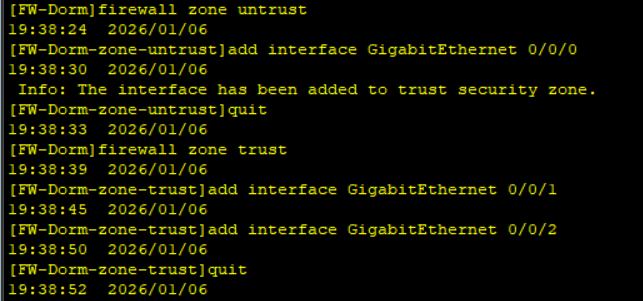 [FW-Dorm]firewall zone untrust
19:38:24  2026/01/06
[FW-Dorm-zone-untrust]add interface GigabitEthernet 0/0/0
19:38:30  2026/01/06
 Info: The interface has been added to trust security zone.
[FW-Dorm-zone-untrust]quit
19:38:33  2026/01/06
[FW-Dorm]firewall zone trust
19:38:39  2026/01/06
[FW-Dorm-zone-trust]add interface GigabitEthernet 0/0/1
19:38:45  2026/01/06
[FW-Dorm-zone-trust]add interface GigabitEthernet 0/0/2
19:38:50  2026/01/06
[FW-Dorm-zone-trust]quit
19:38:52  2026/01/06